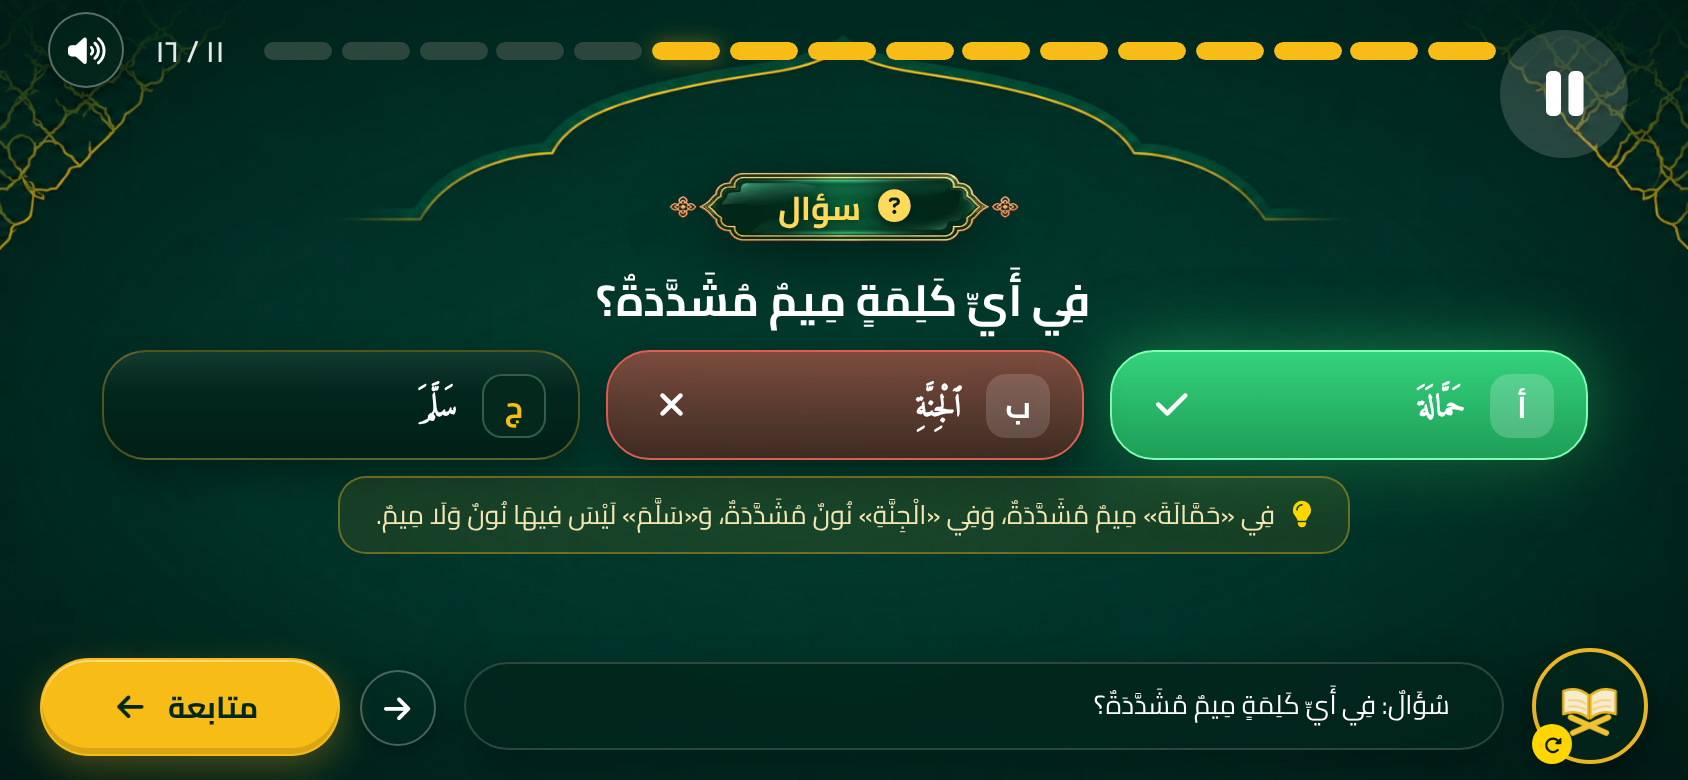 ١١ / ١٦
سؤال
فِي أَيِّ كَلِمَةٍ مِيمٌ مُشَدَّدَةٌ؟
أ حَمَّالَةَ
ب ٱلْجِنَّةِ
ج سَلَّمَ
فِي «حَمَّالَةَ» مِيمٌ مُشَدَّدَةٌ، وَفِي «الْجِنَّةِ» نُونٌ مُشَدَّدَةٌ، وَ«سَلَّمَ» لَيْسَ فِيهَا نُونٌ وَلَا مِيمٌ.
سُؤَالٌ: فِي أَيِّ كَلِمَةٍ مِيمٌ مُشَدَّدَةٌ؟
متابعة